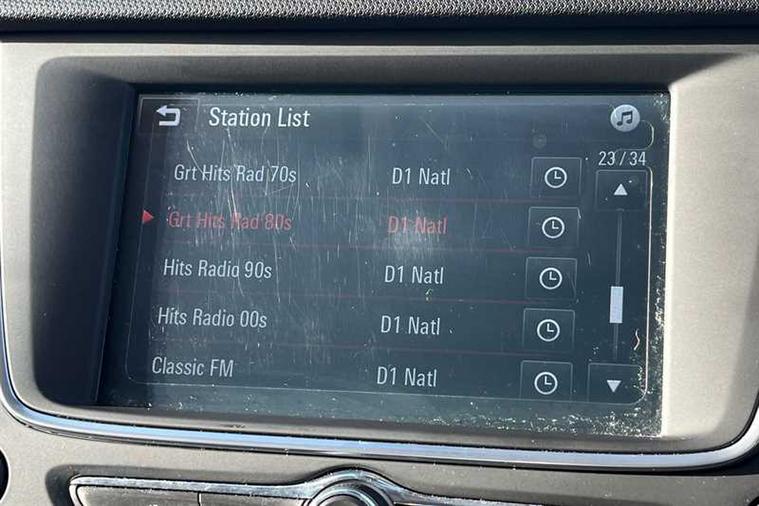 Station List
23 / 34
Grt Hits Rad 70s D1 Natl
Grt Hits Rad 80s D1 Natl
Hits Radio 90s D1 Natl
Hits Radio 00s D1 Natl
Classic FM D1 Natl